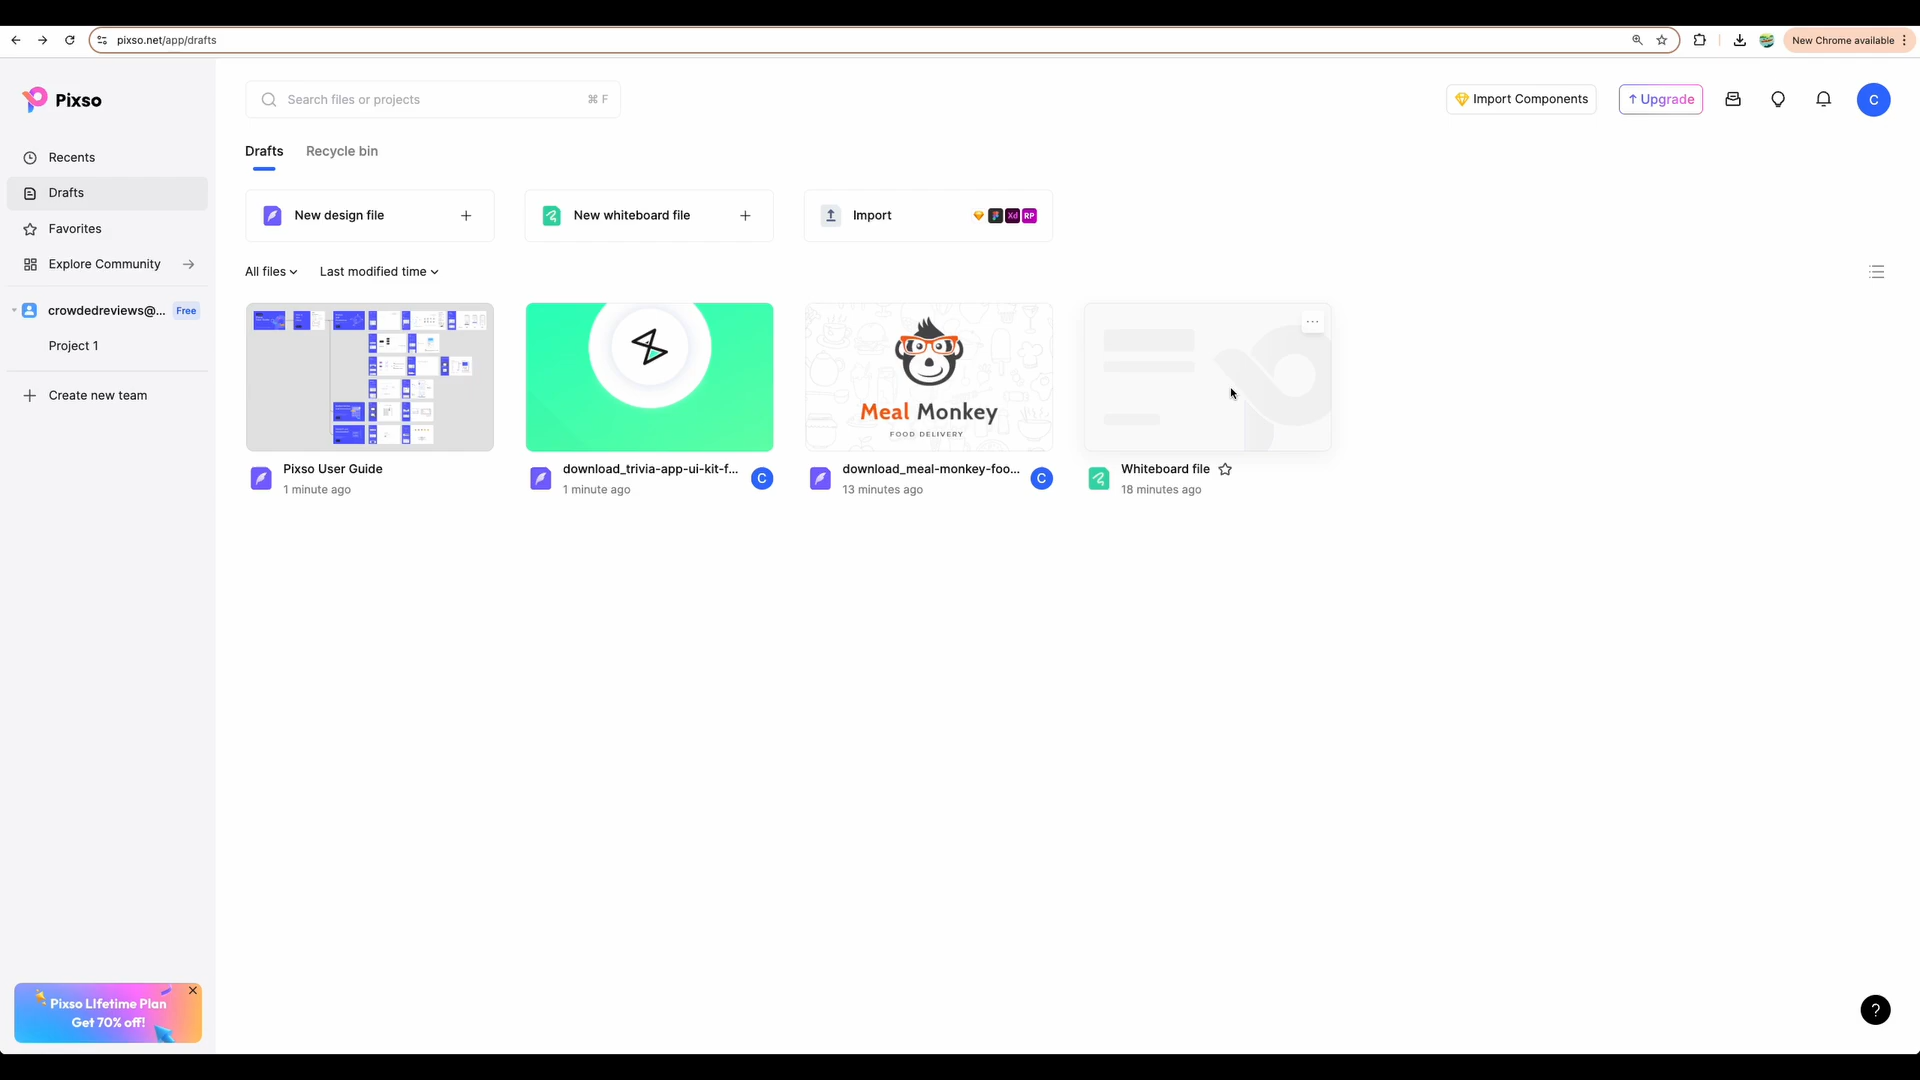 pixso.net/app/drafts
New Chrome available
Pixso
Search files or projects
⌘ F
Import Components
↑ Upgrade
C
Recents
Drafts
Favorites
Explore Community
crowdedreviews@...
Free
Project 1
Create new team
Drafts
Recycle bin
New design file
New whiteboard file
Import
Xd
RP
All files
Last modified time
Meal Monkey
FOOD DELIVERY
Pixso User Guide
1 minute ago
download_trivia-app-ui-kit-f...
1 minute ago
C
download_meal-monkey-foo...
13 minutes ago
C
Whiteboard file
18 minutes ago
Pixso LIfetime Plan
Get 70% off!
?